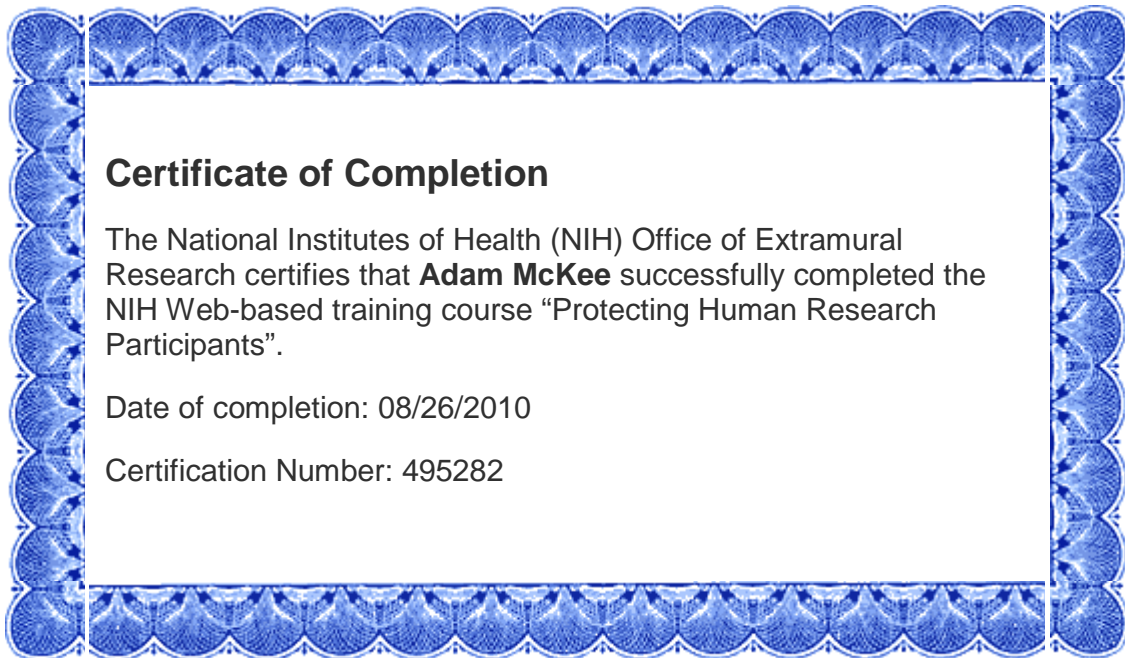 Certificate of Completion
The National Institutes of Health (NIH) Office of Extramural
Research certifies that Adam McKee successfully completed the
NIH Web-based training course “Protecting Human Research
Participants”.
Date of completion: 08/26/2010
Certification Number: 495282